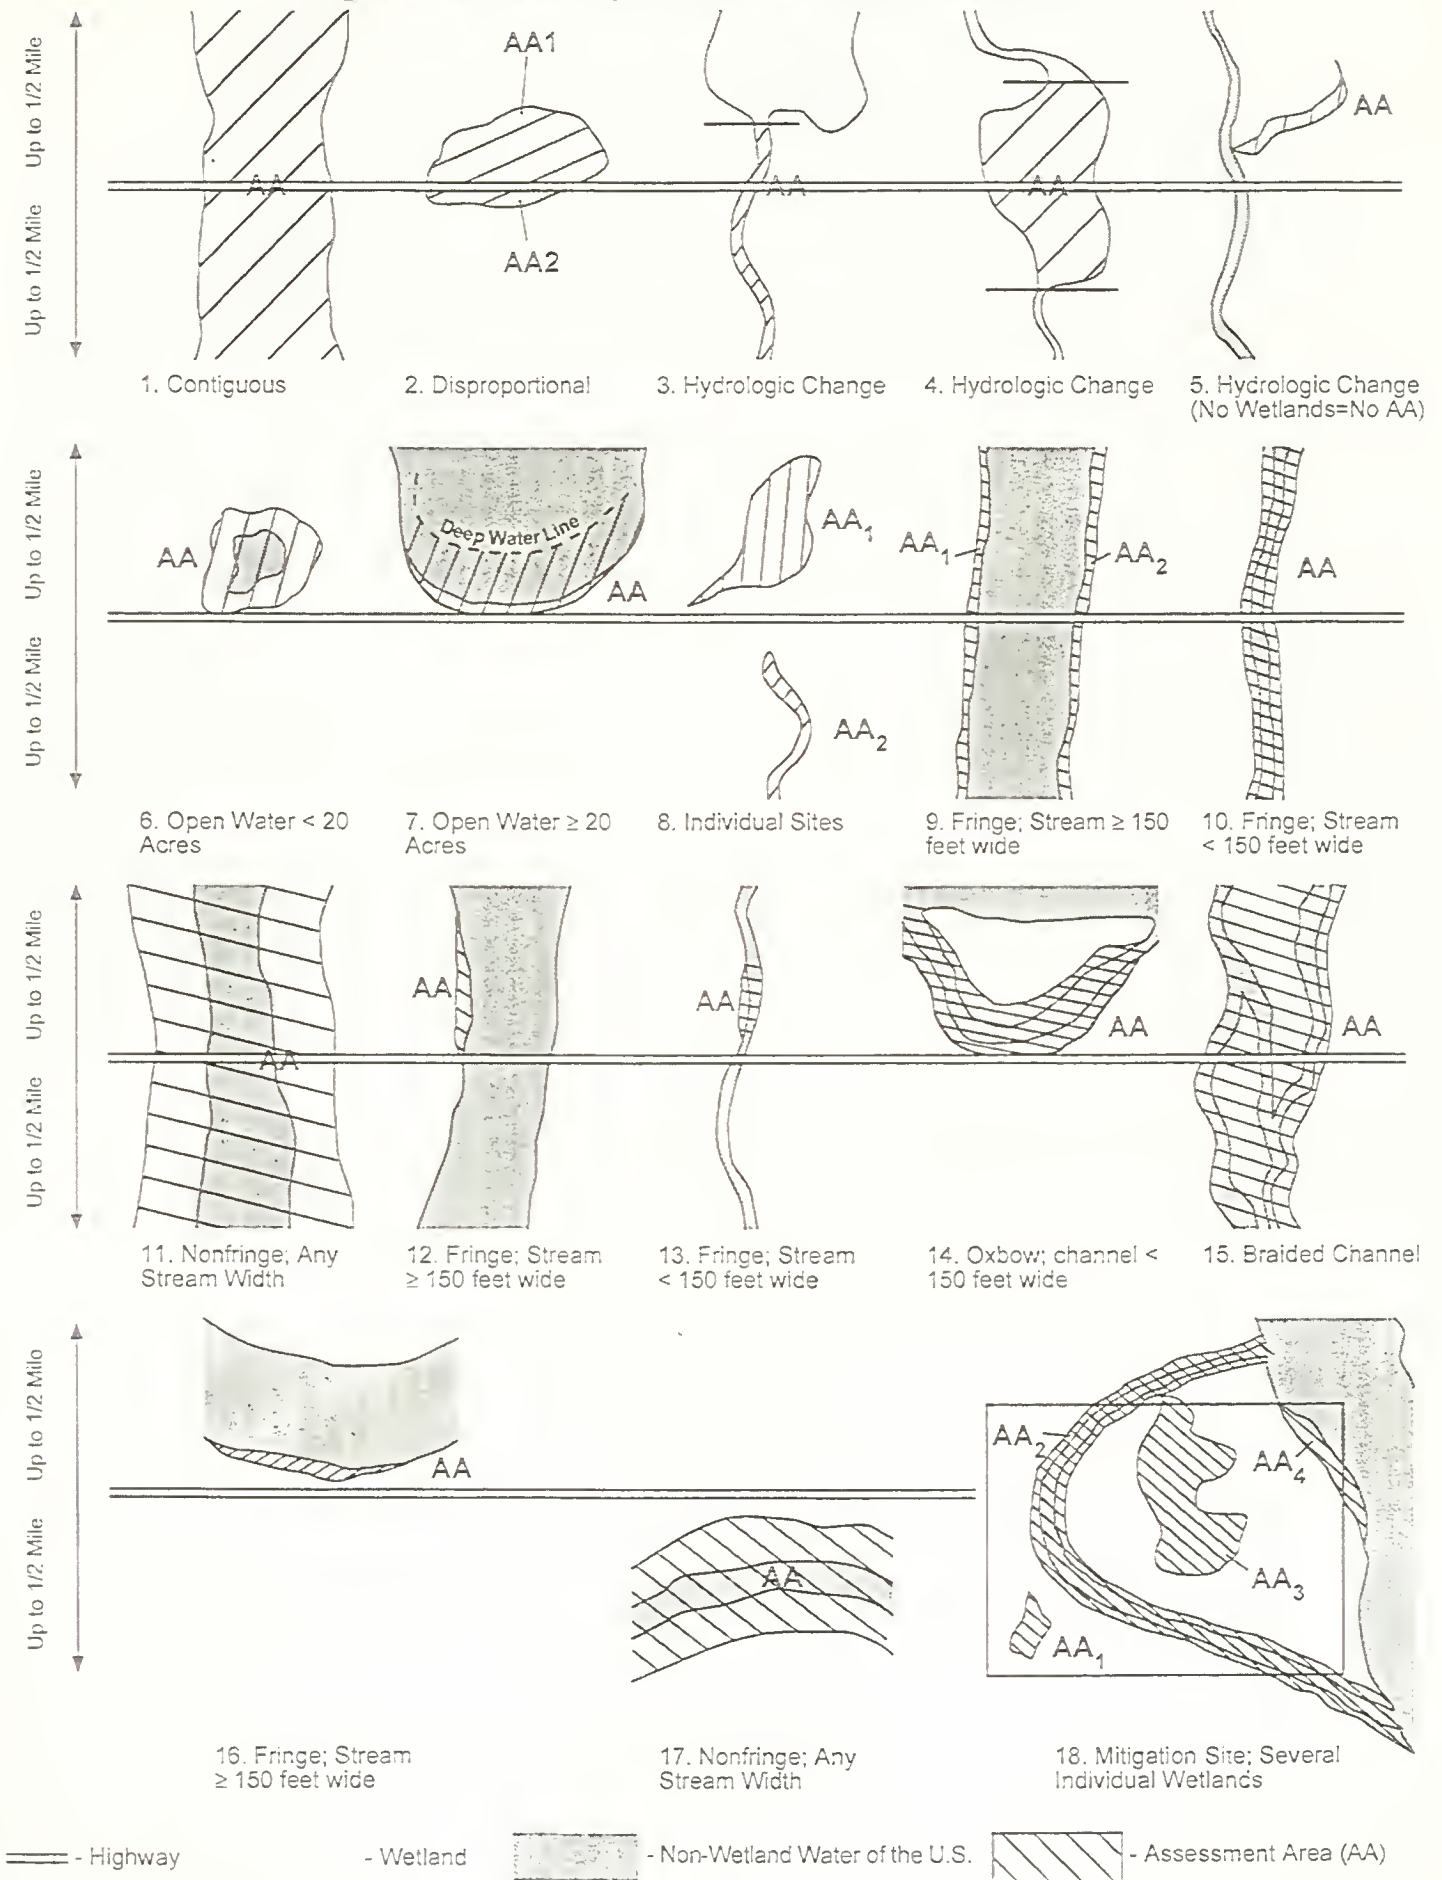 Up to 1/2 Mile
Up to 1/2 Mile
AA1
AA
AA
AA
AA
AA
AA2
1. Contiguous
2. Disproportional
3. Hydrologic Change
4. Hydrologic Change
5. Hydrologic Change
(No Wetlands=No AA)
Up to 1/2 Mile
Up to 1/2 Mile
AA
Deep Water Line
AA
AA1
AA2
AA1
AA2
AA
6. Open Water < 20
Acres
7. Open Water ≥ 20
Acres
8. Individual Sites
9. Fringe; Stream ≥ 150
feet wide
10. Fringe; Stream
< 150 feet wide
Up to 1/2 Mile
Up to 1/2 Mile
AA
AA
AA
AA
AA
11. Nonfringe; Any
Stream Width
12. Fringe; Stream
≥ 150 feet wide
13. Fringe; Stream
< 150 feet wide
14. Oxbow; channel <
150 feet wide
15. Braided Channel
Up to 1/2 Mile
Up to 1/2 Mile
AA
AA
AA2
AA4
AA3
AA1
16. Fringe; Stream
≥ 150 feet wide
17. Nonfringe; Any
Stream Width
18. Mitigation Site; Several
Individual Wetlands
- Highway
- Wetland
- Non-Wetland Water of the U.S.
- Assessment Area (AA)